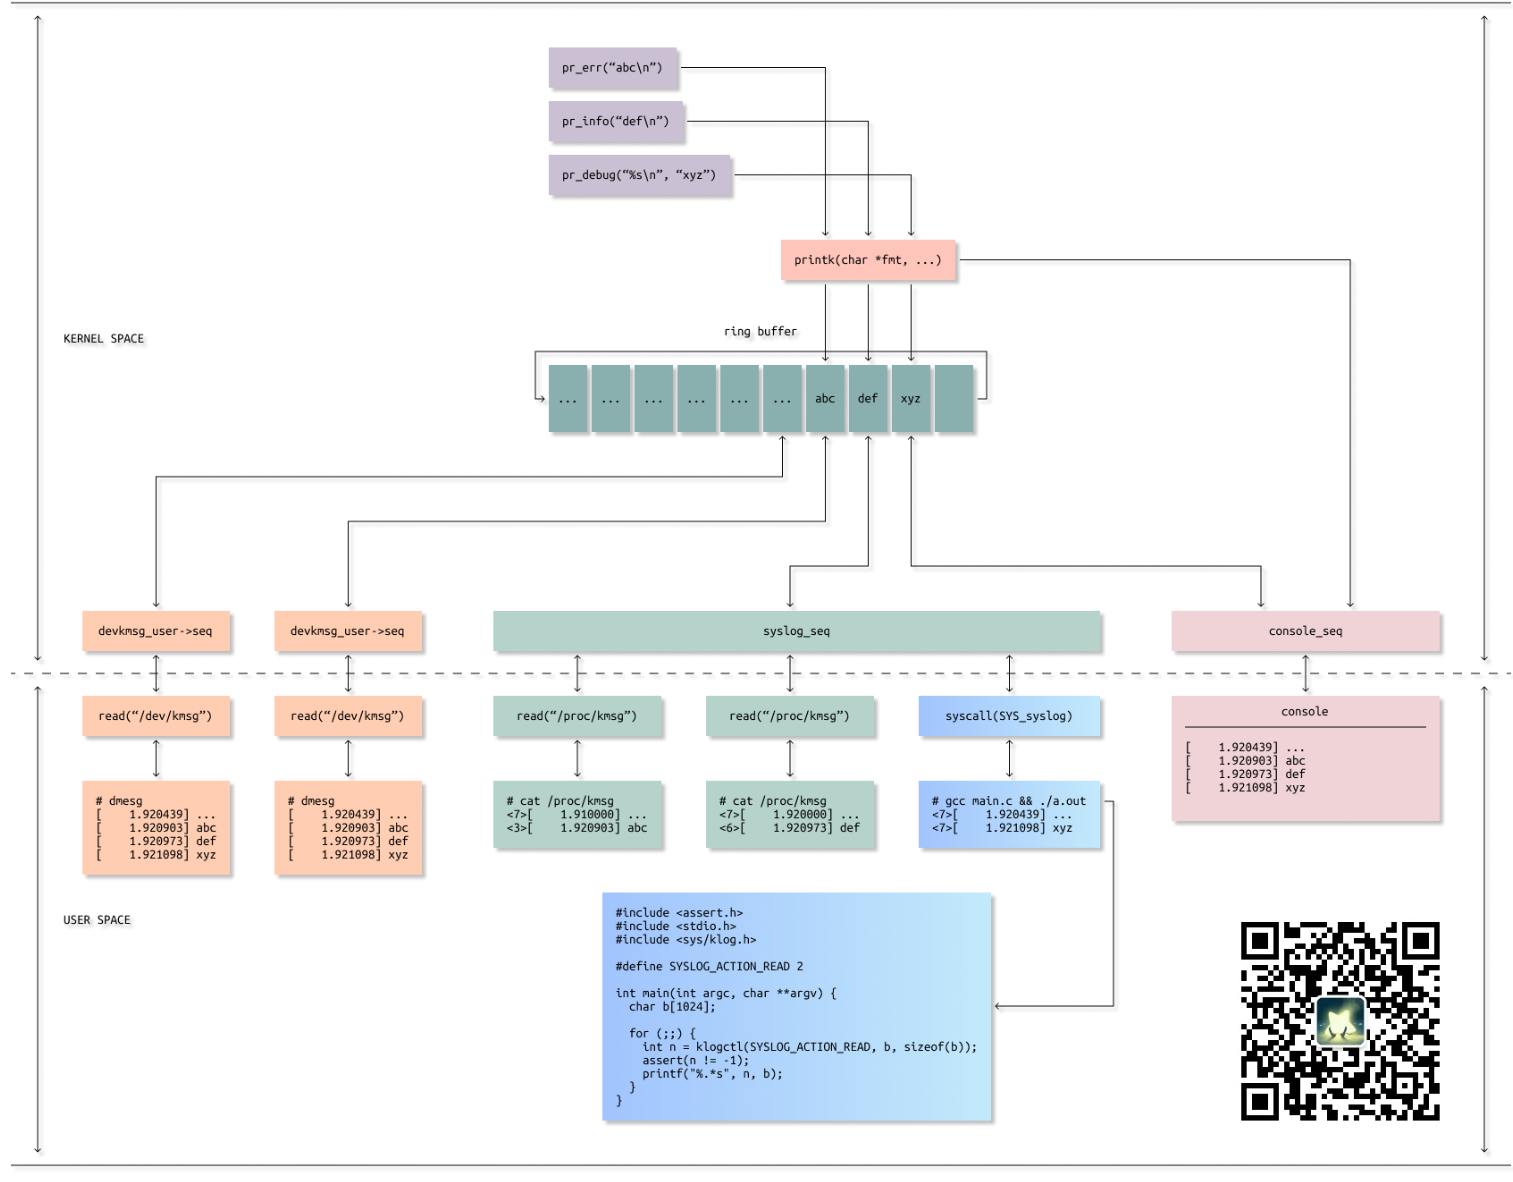 pr_err(“abc\n”)
pr_info(“def\n”)
pr_debug(“%s\n”, “xyz”)
printk(char *fmt, ...)
ring buffer
KERNEL SPACE
... ... ... ... ... ... abc def xyz
devkmsg_user->seq devkmsg_user->seq syslog_seq console_seq
read(“/dev/kmsg”) read(“/dev/kmsg”) read(“/proc/kmsg”) read(“/proc/kmsg”) syscall(SYS_syslog)
# dmesg
[    1.920439] ...
[    1.920903] abc
[    1.920973] def
[    1.921098] xyz
# dmesg
[    1.920439] ...
[    1.920903] abc
[    1.920973] def
[    1.921098] xyz
# cat /proc/kmsg
<7>[    1.910000] ...
<3>[    1.920903] abc
# cat /proc/kmsg
<7>[    1.920000] ...
<6>[    1.920973] def
# gcc main.c && ./a.out
<7>[    1.920439] ...
<7>[    1.921098] xyz
console
[    1.920439] ...
[    1.920903] abc
[    1.920973] def
[    1.921098] xyz
USER SPACE
#include <assert.h>
#include <stdio.h>
#include <sys/klog.h>
#define SYSLOG_ACTION_READ 2
int main(int argc, char **argv) {
  char b[1024];
  for (;;) {
    int n = klogctl(SYSLOG_ACTION_READ, b, sizeof(b));
    assert(n != -1);
    printf("%.*s", n, b);
  }
}